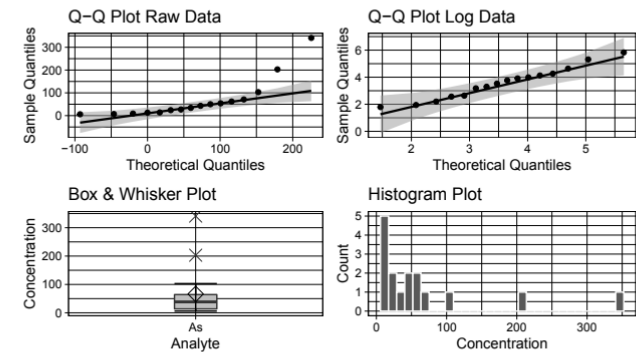 Q−Q Plot Raw Data
Sample Quantiles
300
200
100
0
−100
0
100
200
Theoretical Quantiles
Q−Q Plot Log Data
Sample Quantiles
6
4
2
0
2
3
4
5
Theoretical Quantiles
Box & Whisker Plot
Concentration
300
200
100
0
As
Analyte
Histogram Plot
Count
5
4
3
2
1
0
0
100
200
300
Concentration